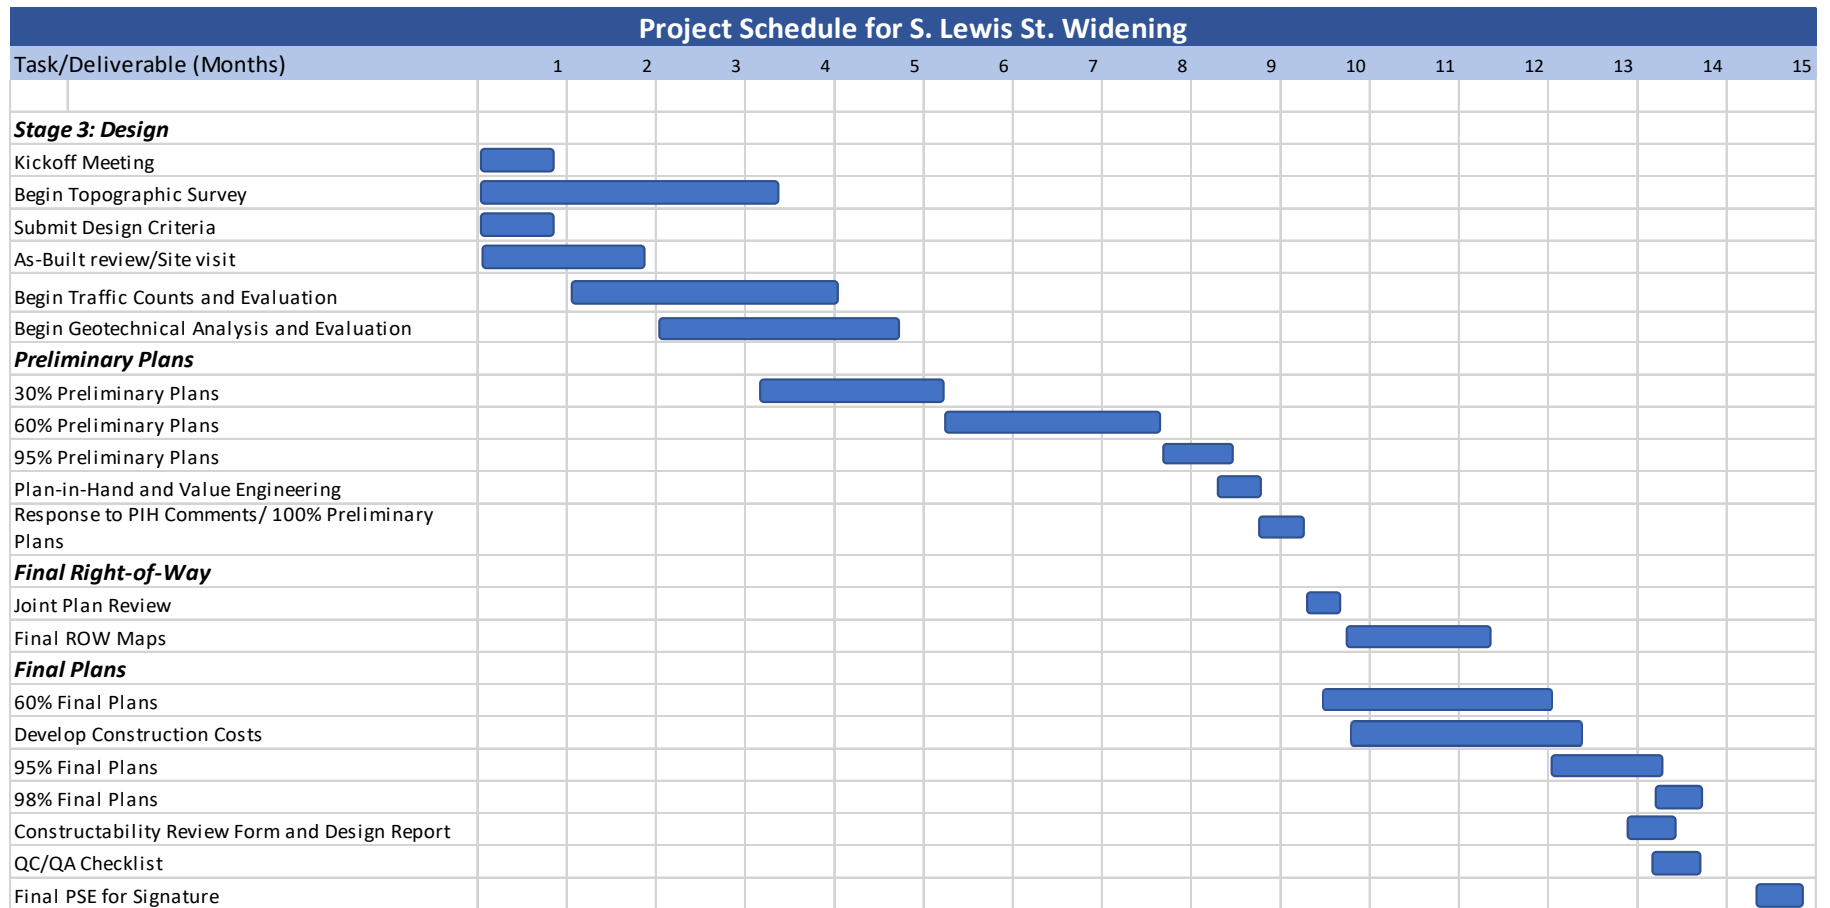 Project Schedule for S. Lewis St. Widening
Task/Deliverable (Months) 1 2 3 4 5 6 7 8 9 10 11 12 13 14 15
Stage 3: Design
Kickoff Meeting
Begin Topographic Survey
Submit Design Criteria
As-Built review/Site visit
Begin Traffic Counts and Evaluation
Begin Geotechnical Analysis and Evaluation
Preliminary Plans
30% Preliminary Plans
60% Preliminary Plans
95% Preliminary Plans
Plan-in-Hand and Value Engineering
Response to PIH Comments/ 100% Preliminary
Plans
Final Right-of-Way
Joint Plan Review
Final ROW Maps
Final Plans
60% Final Plans
Develop Construction Costs
95% Final Plans
98% Final Plans
Constructability Review Form and Design Report
QC/QA Checklist
Final PSE for Signature